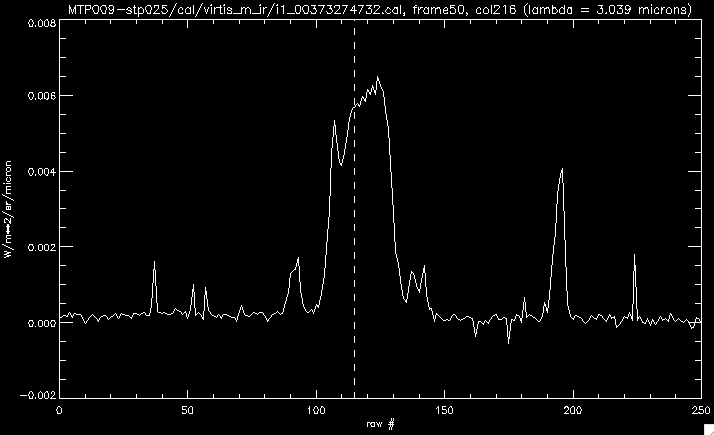 MTP009-stp025/cal/virtis_m_ir/i1_00373274732.cal, frame50, col216 (lambda = 3.039 microns)
0.008
0.006
0.004
0.002
0.000
-0.002
W/m**2/sr/micron
0 50 100 150 200 250
raw #